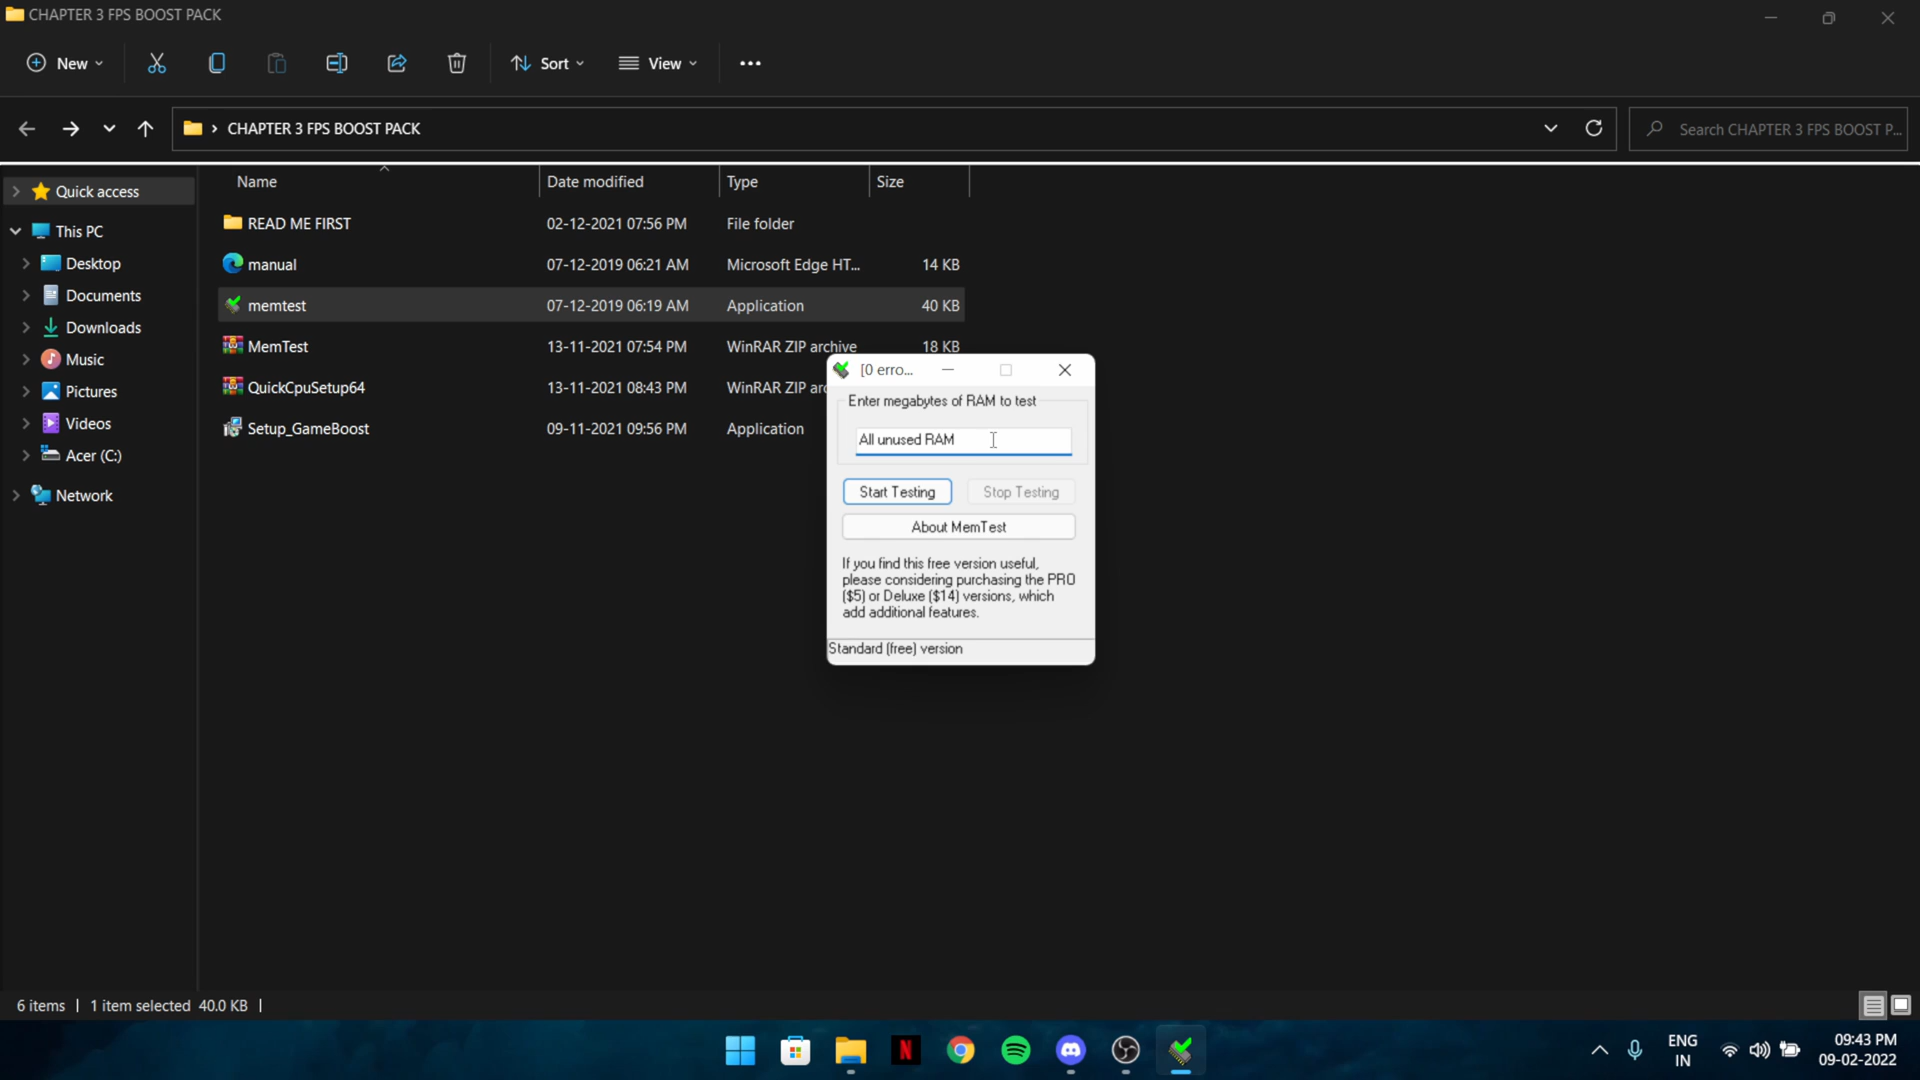 CHAPTER 3 FPS BOOST PACK
New
Sort
View
CHAPTER 3 FPS BOOST PACK
Search CHAPTER 3 FPS BOOST P...
Quick access
This PC
Desktop
Documents
Downloads
Music
Pictures
Videos
Acer (C:)
Network
Name Date modified Type Size
READ ME FIRST 02-12-2021 07:56 PM File folder
manual 07-12-2019 06:21 AM Microsoft Edge HT... 14 KB
memtest 07-12-2019 06:19 AM Application 40 KB
MemTest 13-11-2021 07:54 PM WinRAR ZIP archive 18 KB
QuickCpuSetup64 13-11-2021 08:43 PM WinRAR ZIP arc
Setup_GameBoost 09-11-2021 09:56 PM Application
[0 erro...
Enter megabytes of RAM to test
All unused RAM
Start Testing Stop Testing
About MemTest
If you find this free version useful,
please considering purchasing the PRO
($5) or Deluxe ($14) versions, which
add additional features.
Standard (free) version
6 items 1 item selected 40.0 KB
ENG
IN
09:43 PM
09-02-2022